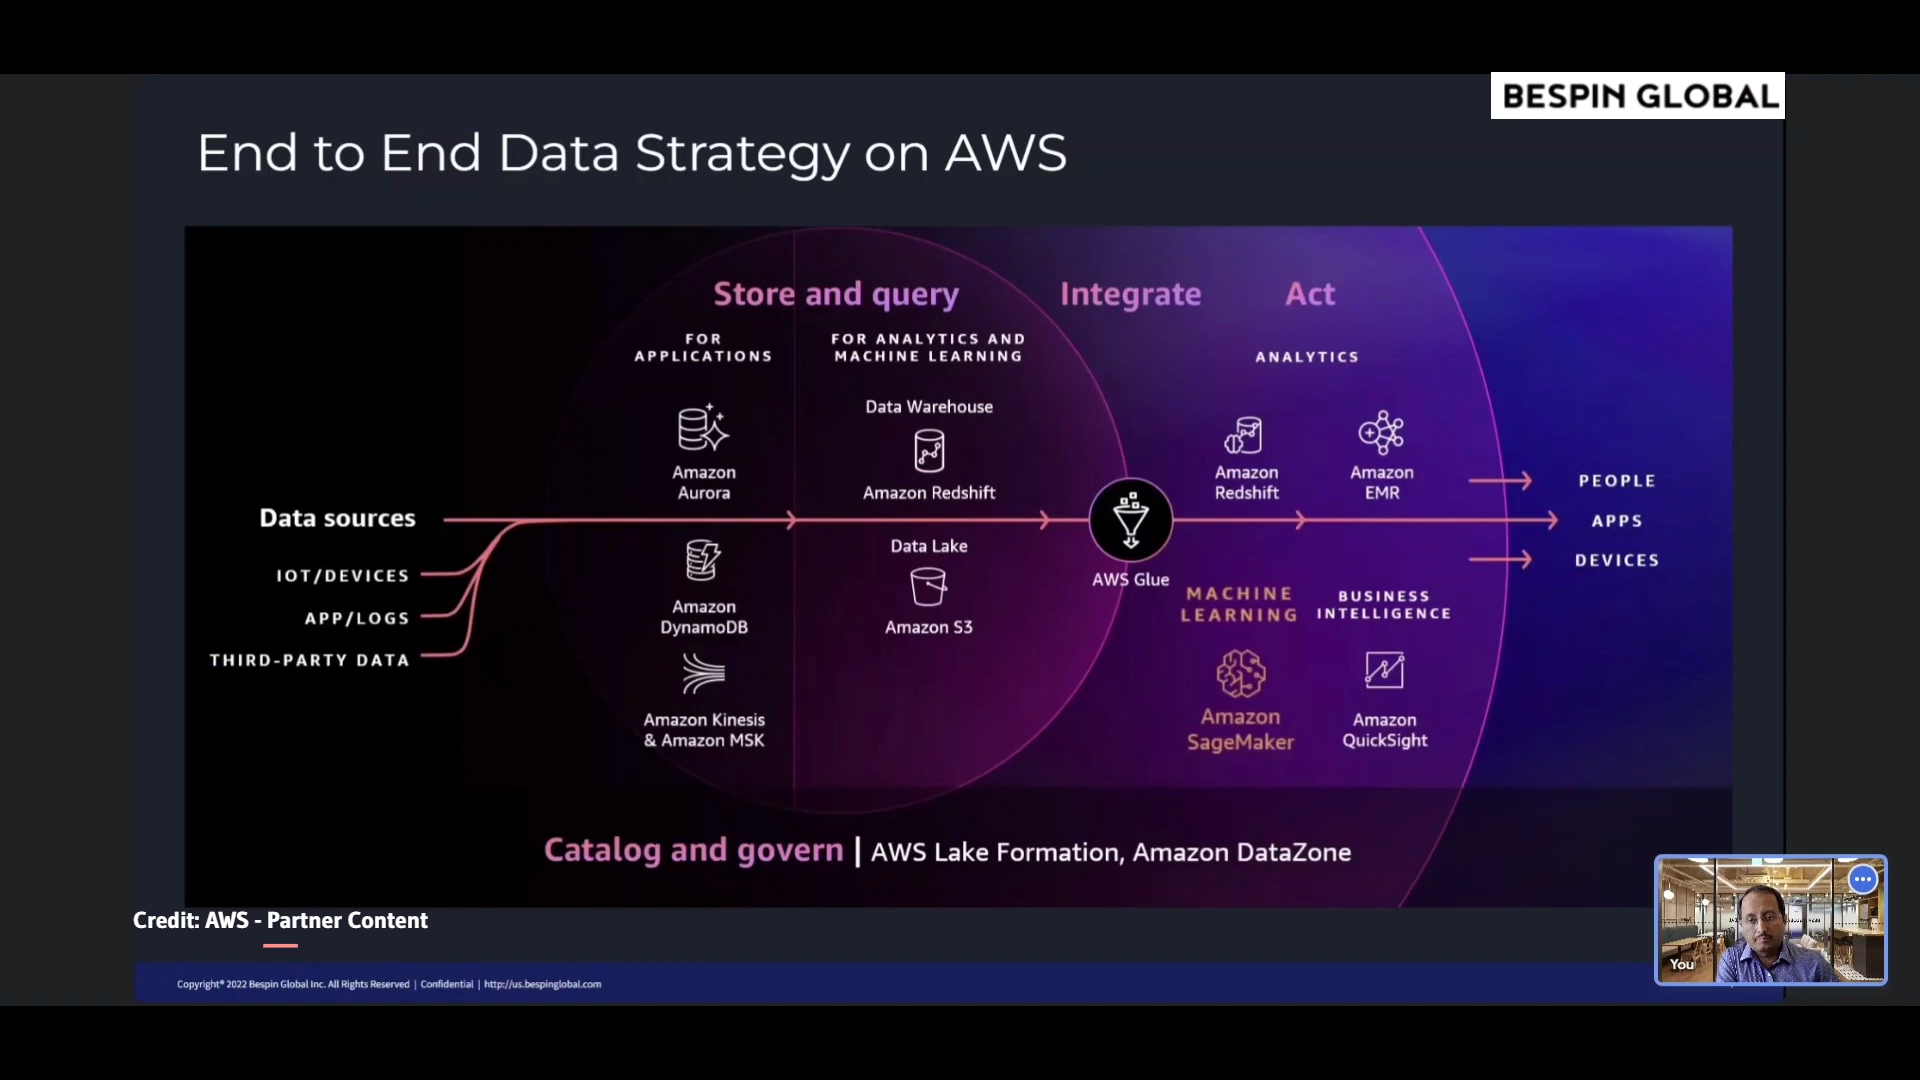 BESPIN GLOBAL
End to End Data Strategy on AWS
Store and query
Integrate
Act
FOR
APPLICATIONS
FOR ANALYTICS AND
MACHINE LEARNING
ANALYTICS
Data Warehouse
Amazon
Aurora
Amazon Redshift
Amazon
Redshift
Amazon
EMR
Data sources
IOT/DEVICES
APP/LOGS
THIRD-PARTY DATA
Amazon
DynamoDB
Data Lake
Amazon S3
AWS Glue
PEOPLE
APPS
DEVICES
MACHINE
LEARNING
BUSINESS
INTELLIGENCE
Amazon Kinesis
& Amazon MSK
Amazon
SageMaker
Amazon
QuickSight
Catalog and govern | AWS Lake Formation, Amazon DataZone
Credit: AWS - Partner Content
You
Copyright® 2022 Bespin Global Inc. All Rights Reserved | Confidential | http://us.bespinglobal.com